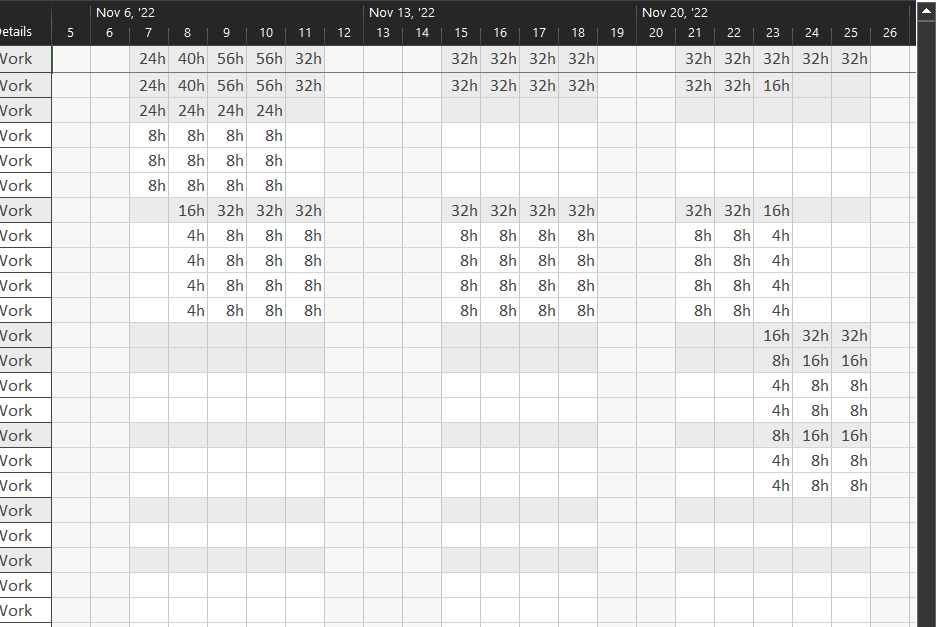 Nov 6, '22 Nov 13, '22 Nov 20, '22
Details 5 6 7 8 9 10 11 12 13 14 15 16 17 18 19 20 21 22 23 24 25 26
Work 24h 40h 56h 56h 32h 32h 32h 32h 32h 32h 32h 32h 32h 32h
Work 24h 40h 56h 56h 32h 32h 32h 32h 32h 32h 32h 16h
Work 24h 24h 24h 24h
Work 8h 8h 8h 8h
Work 8h 8h 8h 8h
Work 8h 8h 8h 8h
Work 16h 32h 32h 32h 32h 32h 32h 32h 32h 32h 16h
Work 4h 8h 8h 8h 8h 8h 8h 8h 8h 8h 4h
Work 4h 8h 8h 8h 8h 8h 8h 8h 8h 8h 4h
Work 4h 8h 8h 8h 8h 8h 8h 8h 8h 8h 4h
Work 4h 8h 8h 8h 8h 8h 8h 8h 8h 8h 4h
Work 16h 32h 32h
Work 8h 16h 16h
Work 4h 8h 8h
Work 4h 8h 8h
Work 8h 16h 16h
Work 4h 8h 8h
Work 4h 8h 8h
Work
Work
Work
Work
Work